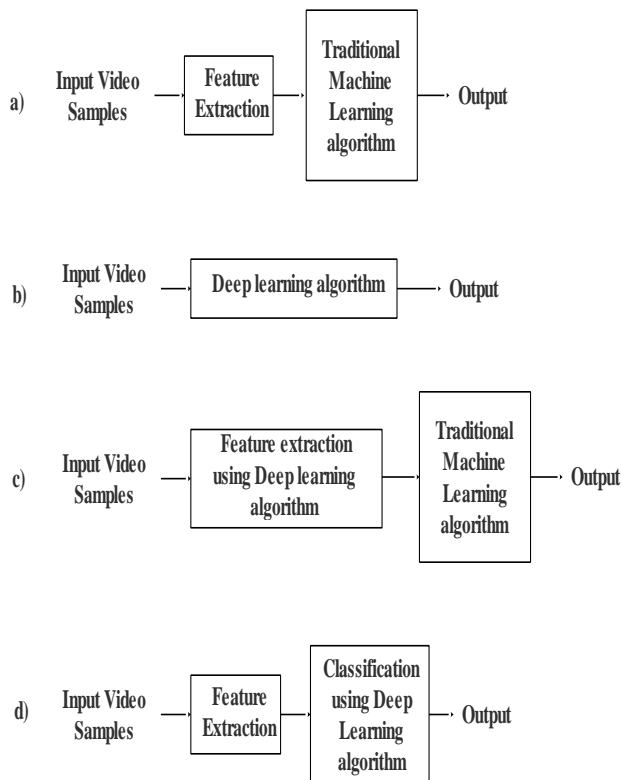 a)
Input Video
Samples
Feature
Extraction
Traditional
Machine
Learning
algorithm
Output
b)
Input Video
Samples
Deep learning algorithm
Output
c)
Input Video
Samples
Feature extraction
using Deep learning
algorithm
Traditional
Machine
Learning
algorithm
Output
d)
Input Video
Samples
Feature
Extraction
Classification
using Deep
Learning
algorithm
Output